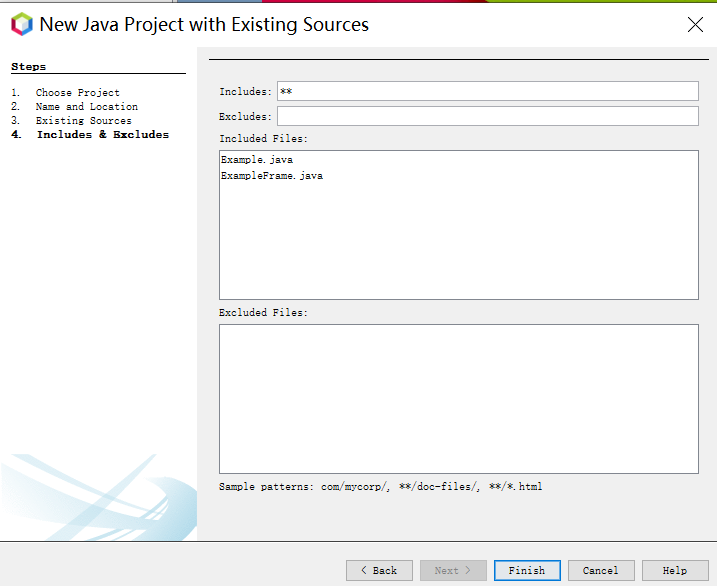 New Java Project with Existing Sources
Steps
1. Choose Project
2. Name and Location
3. Existing Sources
4. Includes & Excludes
Includes: **
Excludes:
Included Files:
Example.java
ExampleFrame.java
Excluded Files:
Sample patterns: com/mycorp/, **/doc-files/, **/*.html
< Back
Next >
Finish
Cancel
Help